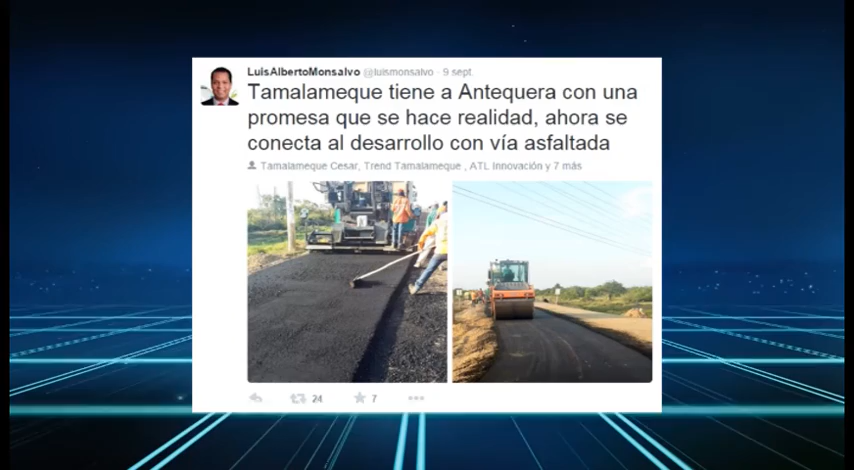 LuisAlbertoMonsalvo @luismonsalvo · 9 sept.
Tamalameque tiene a Antequera con una
promesa que se hace realidad, ahora se
conecta al desarrollo con vía asfaltada
Tamalameque Cesar, Trend Tamalameque , ATL Innovación y 7 más
24 7